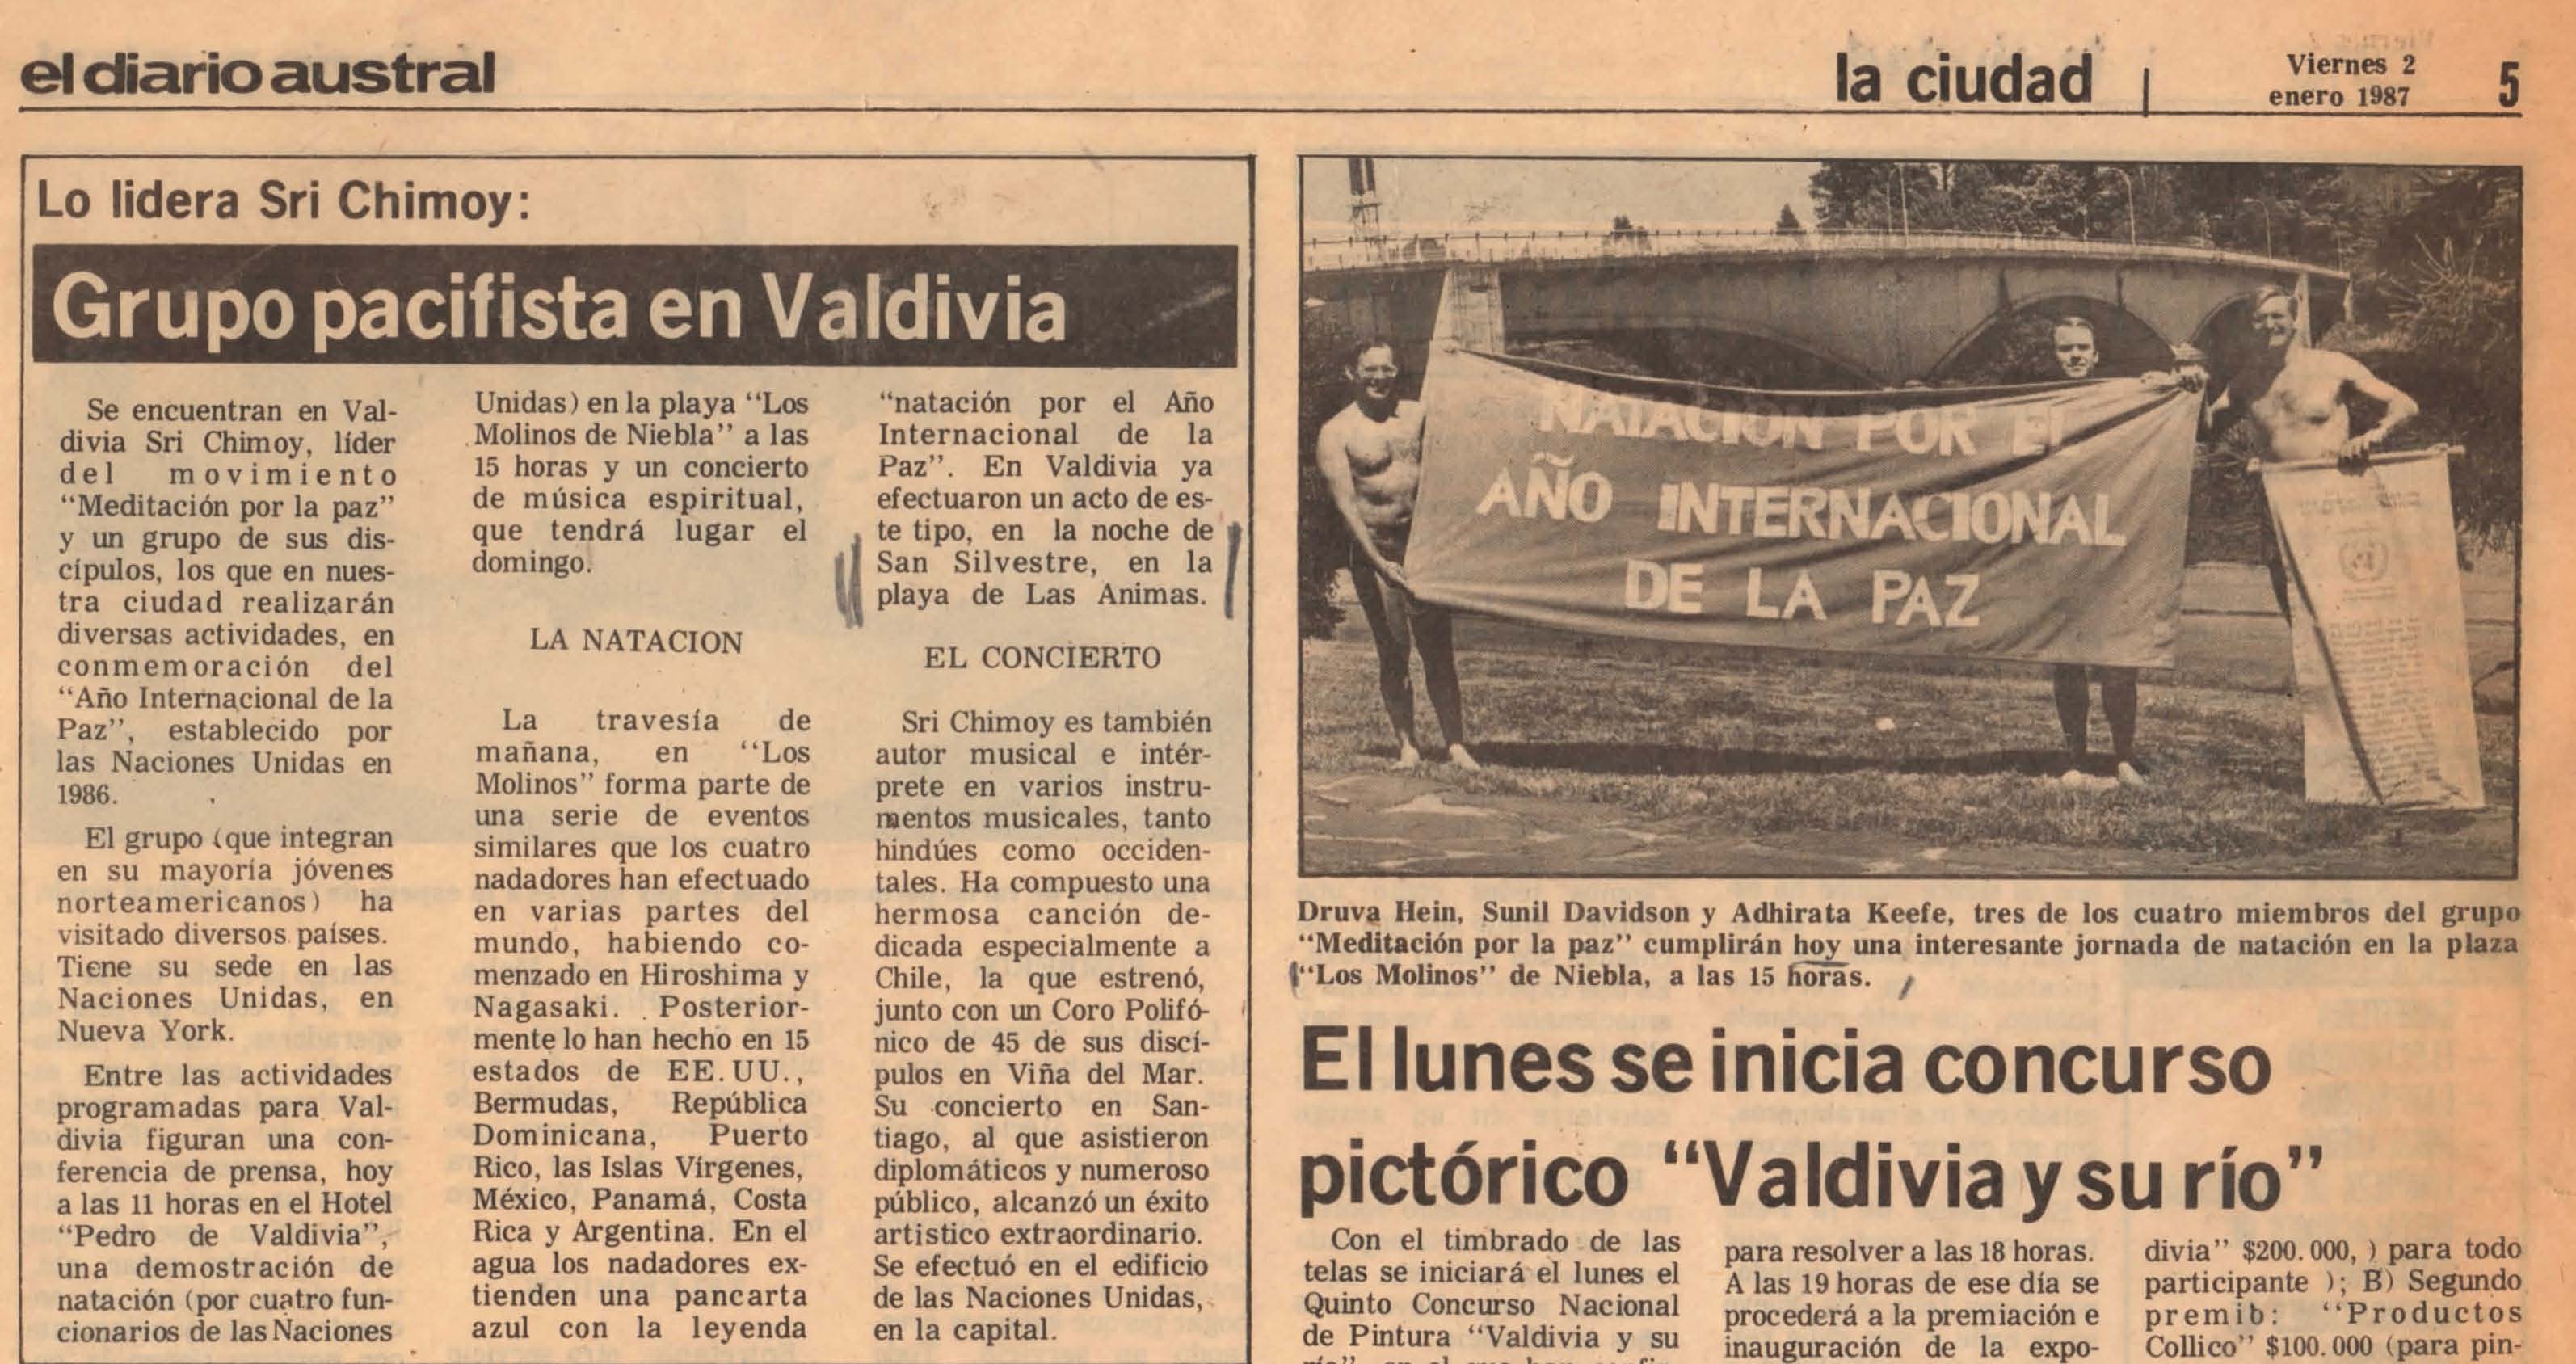 el diario austral
la ciudad
Viernes 2
enero 1987
5
Lo lidera Sri Chimoy:
Grupo pacifista en Valdivia
Se encuentran en Val-
divia Sri Chimoy, líder
del movimiento
“Meditación por la paz”
y un grupo de sus dis-
cípulos, los que en nues-
tra ciudad realizarán
diversas actividades, en
conmemoración del
“Año Internacional de la
Paz”, establecido por
las Naciones Unidas en
1986.
El grupo (que integran
en su mayoría jóvenes
norteamericanos) ha
visitado diversos países.
Tiene su sede en las
Naciones Unidas, en
Nueva York.
Entre las actividades
programadas para Val-
divia figuran una con-
ferencia de prensa, hoy
a las 11 horas en el Hotel
“Pedro de Valdivia”,
una demostración de
natación (por cuatro fun-
cionarios de las Naciones
Unidas) en la playa “Los
Molinos de Niebla” a las
15 horas y un concierto
de música espiritual,
que tendrá lugar el
domingo.
LA NATACION
La travesía de
mañana, en “Los
Molinos” forma parte de
una serie de eventos
similares que los cuatro
nadadores han efectuado
en varias partes del
mundo, habiendo co-
menzado en Hiroshima y
Nagasaki. Posterior-
mente lo han hecho en 15
estados de EE.UU.,
Bermudas, República
Dominicana, Puerto
Rico, las Islas Vírgenes,
México, Panamá, Costa
Rica y Argentina. En el
agua los nadadores ex-
tienden una pancarta
azul con la leyenda
“natación por el Año
Internacional de la
Paz”. En Valdivia ya
efectuaron un acto de es-
te tipo, en la noche de
San Silvestre, en la
playa de Las Animas.
EL CONCIERTO
Sri Chimoy es también
autor musical e intér-
prete en varios instru-
mentos musicales, tanto
hindúes como occiden-
tales. Ha compuesto una
hermosa canción de-
dicada especialmente a
Chile, la que estrenó,
junto con un Coro Polifó-
nico de 45 de sus discí-
pulos en Viña del Mar.
Su concierto en San-
tiago, al que asistieron
diplomáticos y numeroso
público, alcanzó un éxito
artistico extraordinario.
Se efectuó en el edificio
de las Naciones Unidas,
en la capital.
NATACION POR EL
AÑO INTERNACIONAL
DE LA PAZ
Druva Hein, Sunil Davidson y Adhirata Keefe, tres de los cuatro miembros del grupo
“Meditación por la paz” cumplirán hoy una interesante jornada de natación en la plaza
“Los Molinos” de Niebla, a las 15 horas.
El lunes se inicia concurso
pictórico “Valdivia y su río”
Con el timbrado de las
telas se iniciará el lunes el
Quinto Concurso Nacional
de Pintura “Valdivia y su
para resolver a las 18 horas.
A las 19 horas de ese día se
procederá a la premiación e
inauguración de la expo-
divia” $200.000, ) para todo
participante ); B) Segundo
premib: “Productos
Collico” $100.000 (para pin-